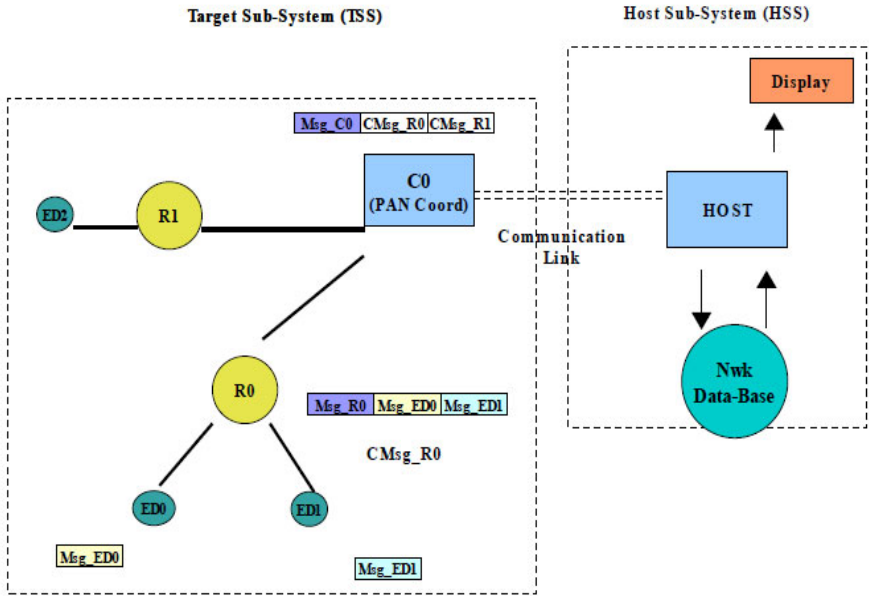 Target Sub-System (TSS)
Host Sub-System (HSS)
Display
Msg_C0 CMsg_R0 CMsg_R1
C0
(PAN Coord)
ED2
R1
HOST
Communication
Link
R0
Nwk
Data-Base
Msg_R0 Msg_ED0 Msg_ED1
CMsg_R0
ED0
ED1
Msg_ED0
Msg_ED1